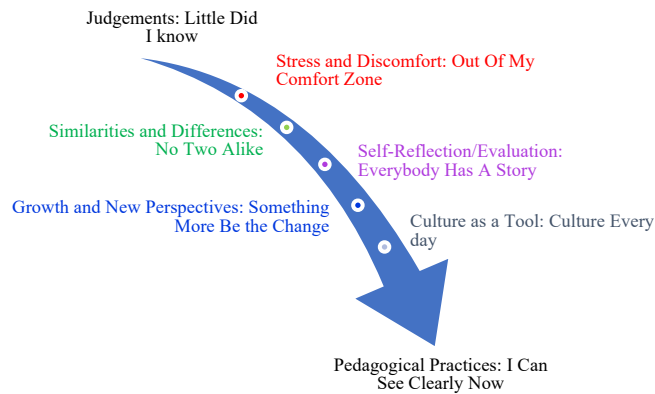 Judgements: Little Did
I know
Stress and Discomfort: Out Of My
Comfort Zone
Similarities and Differences:
No Two Alike
Self-Reflection/Evaluation:
Everybody Has A Story
Growth and New Perspectives: Something
More Be the Change
Culture as a Tool: Culture Every
day
Pedagogical Practices: I Can
See Clearly Now